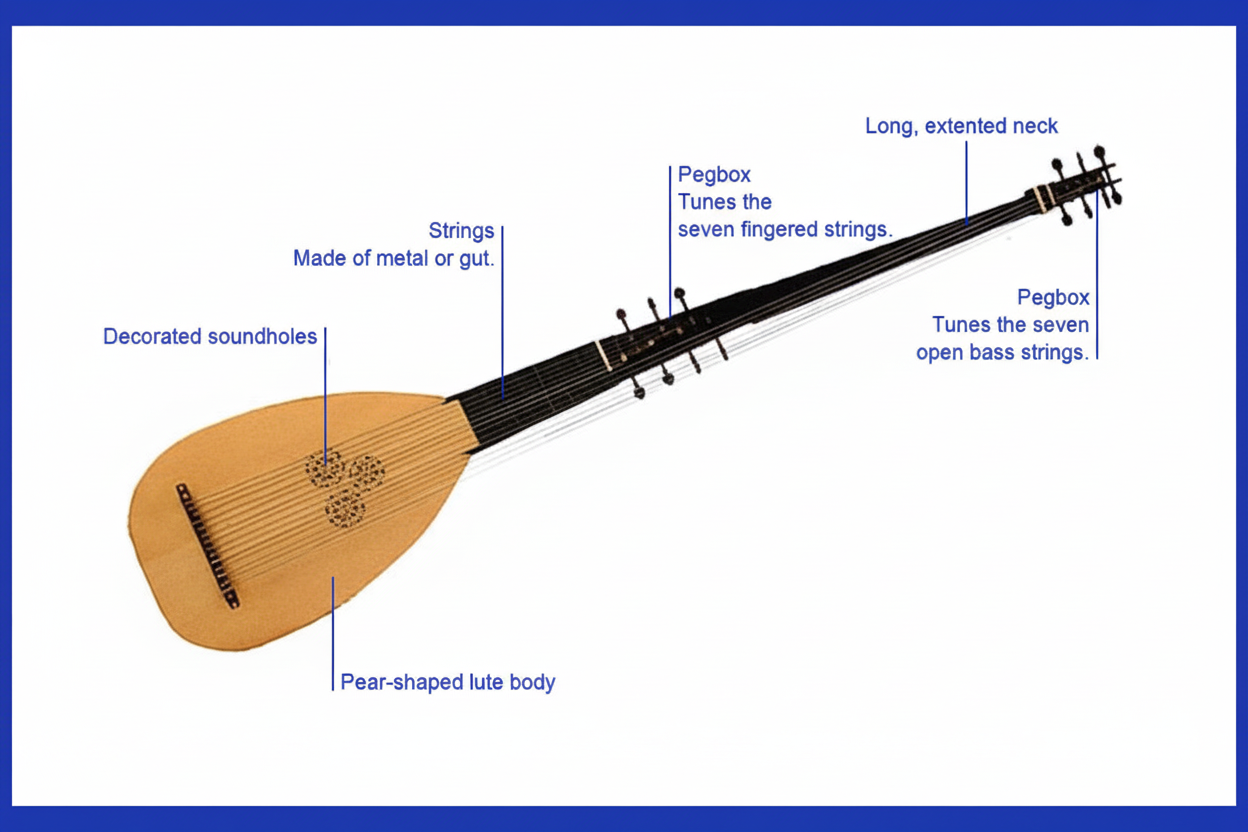 Long, extented neck
Pegbox
Tunes the
seven fingered strings.
Strings
Made of metal or gut.
Pegbox
Tunes the seven
open bass strings.
Decorated soundholes
Pear-shaped lute body